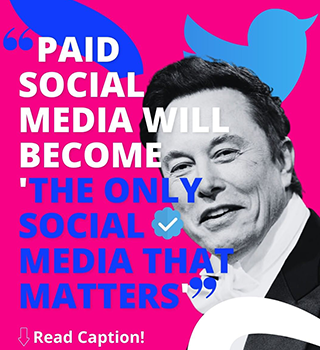 “PAID
SOCIAL
MEDIA WILL
BECOME
'THE ONLY
SOCIAL
MEDIA THAT
MATTERS'”
Read Caption!